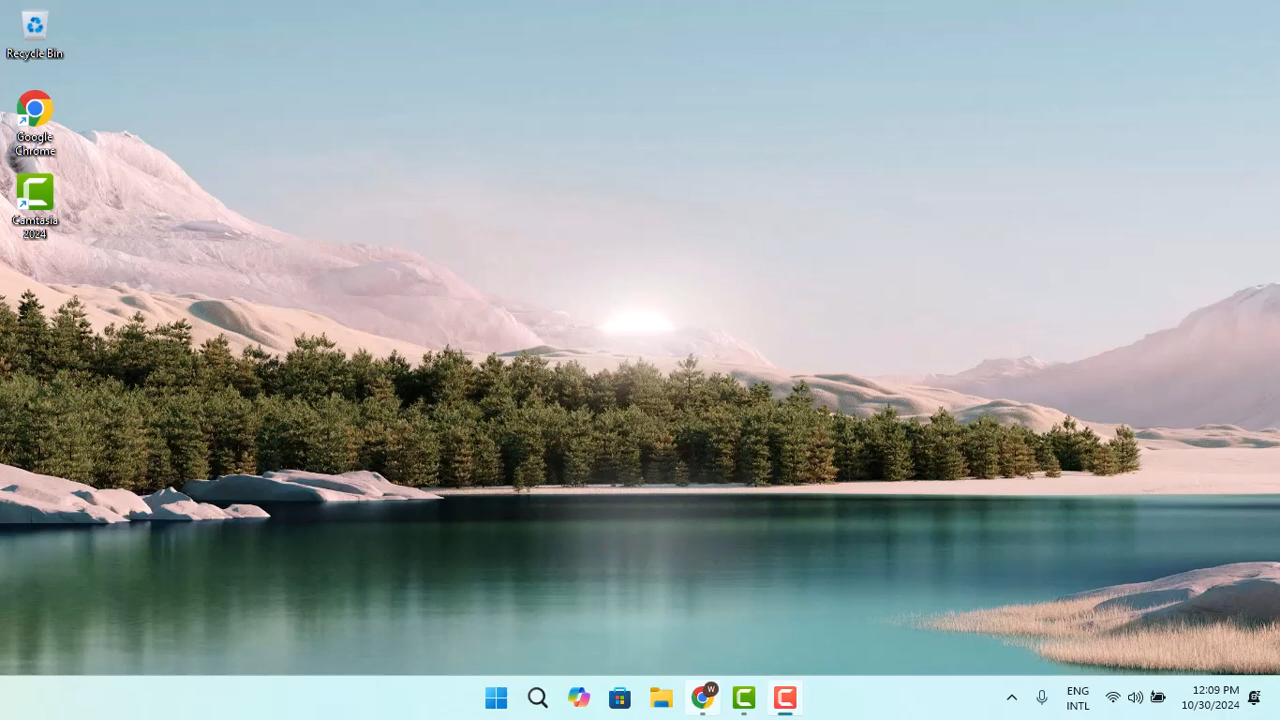 Recycle Bin
Google
Chrome
Camtasia
2024
W
ENG
INTL
12:09 PM
10/30/2024